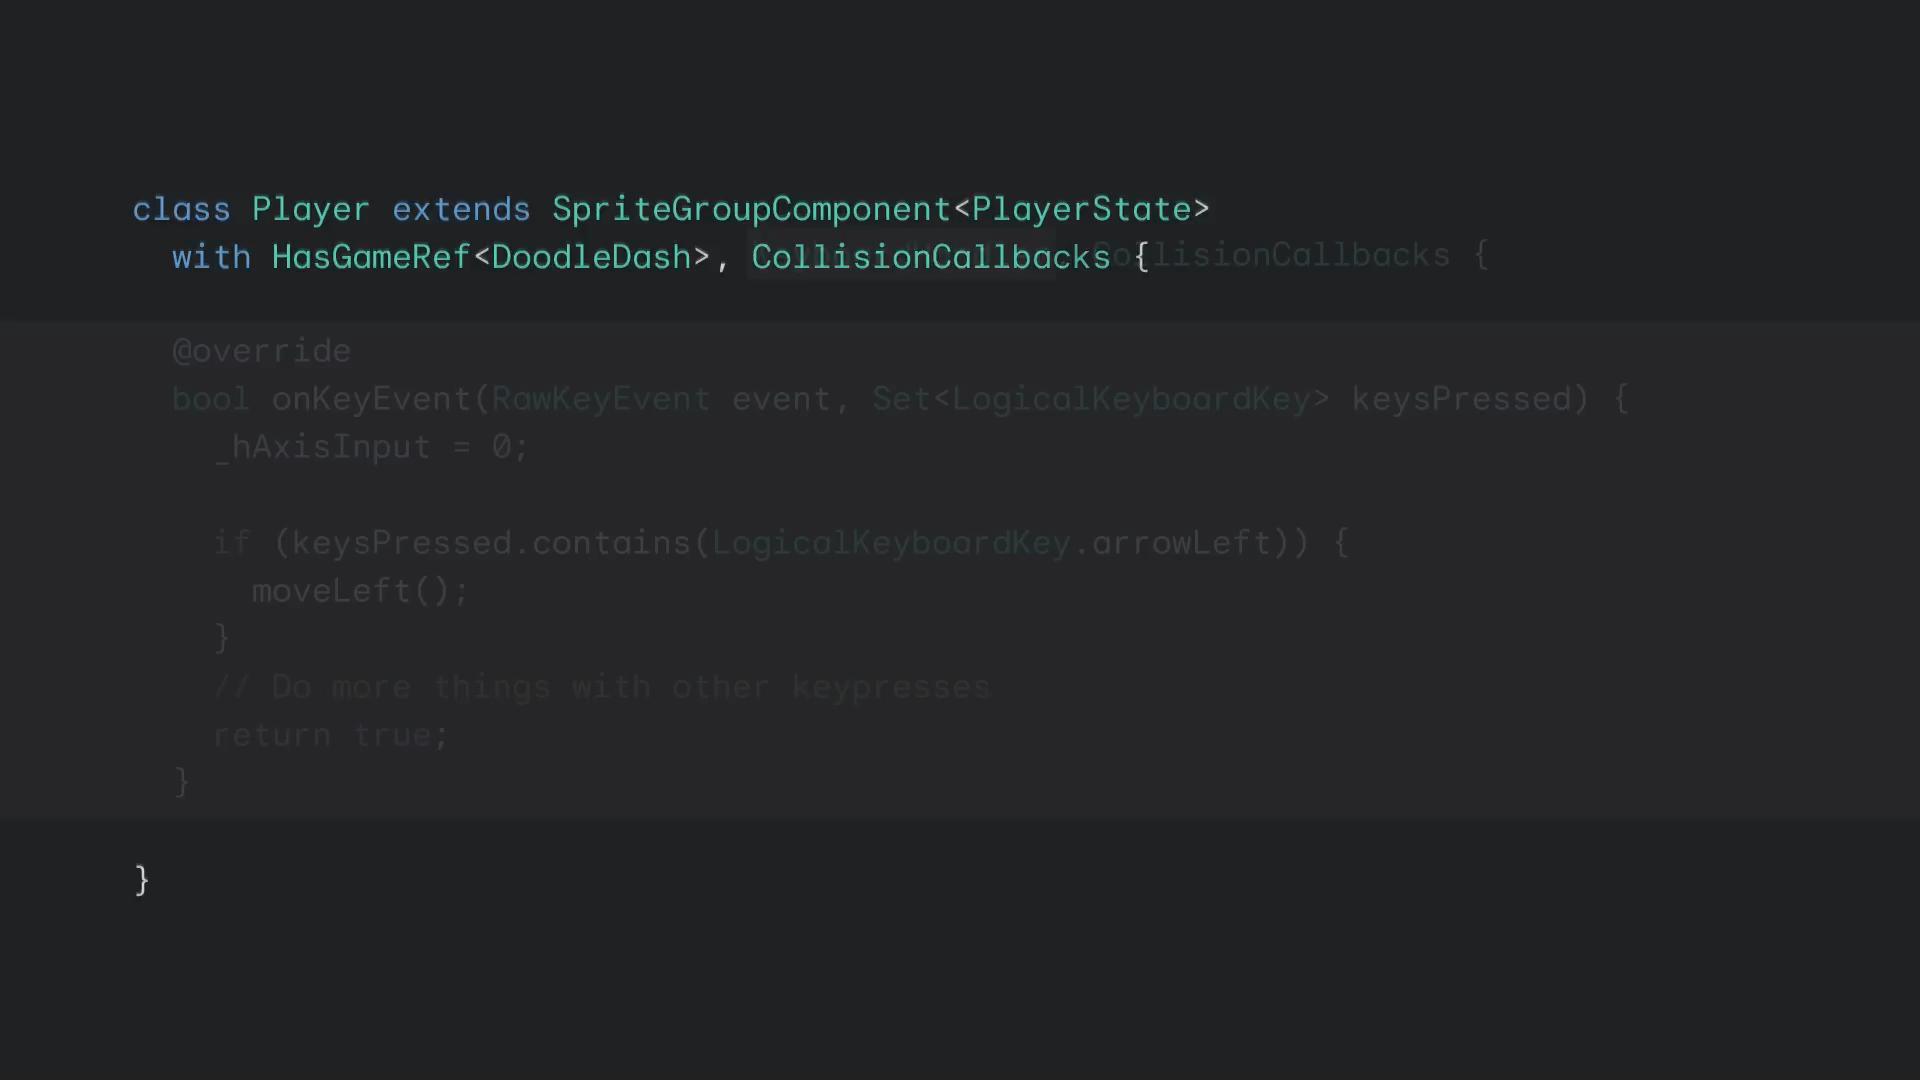 class Player extends SpriteGroupComponent<PlayerState>
with HasGameRef<DoodleDash>, CollisionCallbacks {
@override
bool onKeyEvent(RawKeyEvent event, Set<LogicalKeyboardKey> keysPressed) {
_hAxisInput = 0;
if (keysPressed.contains(LogicalKeyboardKey.arrowLeft)) {
moveLeft();
}
// Do more things with other keypresses
return true;
}
}